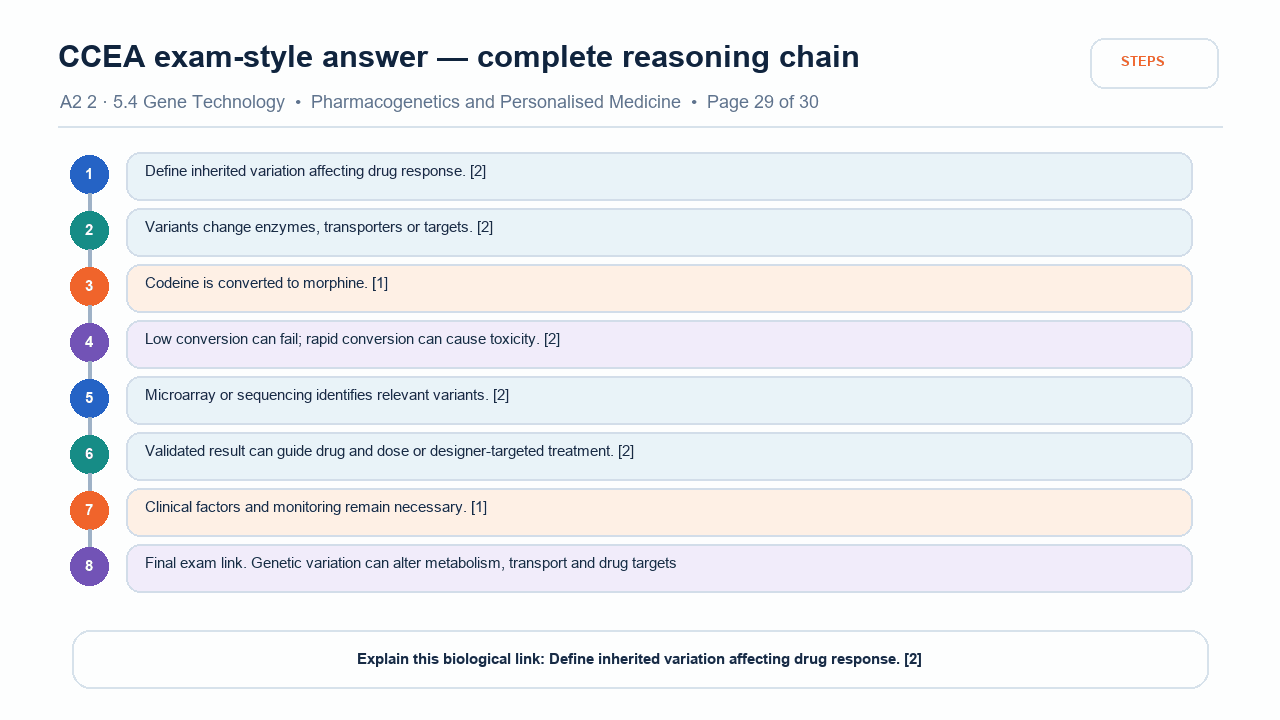 CCEA exam-style answer — complete reasoning chain
STEPS
A2 2 · 5.4 Gene Technology • Pharmacogenetics and Personalised Medicine • Page 29 of 30
1
Define inherited variation affecting drug response. [2]
2
Variants change enzymes, transporters or targets. [2]
3
Codeine is converted to morphine. [1]
4
Low conversion can fail; rapid conversion can cause toxicity. [2]
5
Microarray or sequencing identifies relevant variants. [2]
6
Validated result can guide drug and dose or designer-targeted treatment. [2]
7
Clinical factors and monitoring remain necessary. [1]
8
Final exam link. Genetic variation can alter metabolism, transport and drug targets
Explain this biological link: Define inherited variation affecting drug response. [2]